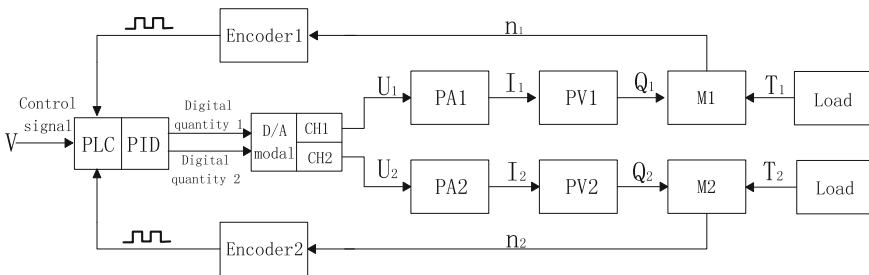 Encoder1
n₁
Control
signal
V
PLC
PID
Digital
quantity 1
Digital
quantity 2
D/A
modal
CH1
CH2
U₁
PA1
I₁
PV1
Q₁
M1
T₁
Load
U₂
PA2
I₂
PV2
Q₂
M2
T₂
Load
Encoder2
n₂